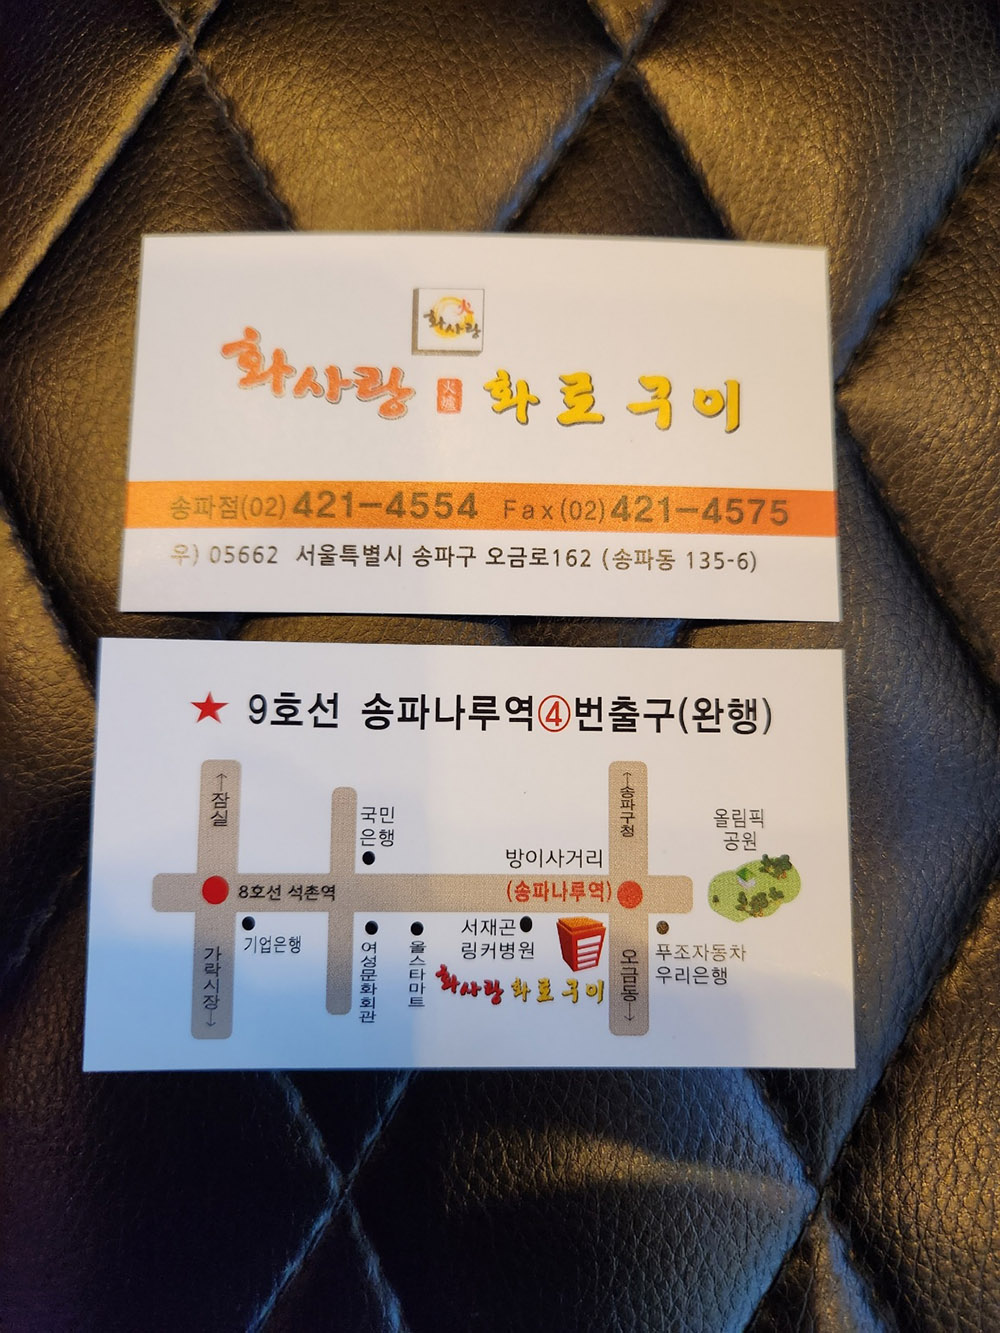 화사랑
화사랑 火爐 화로구이
송파점(02)421-4554 Fax(02)421-4575
우) 05662 서울특별시 송파구 오금로162 (송파동 135-6)
★ 9호선 송파나루역④번출구(완행)
←잠실
국민
은행
←송파구청
올림픽
공원
방이사거리
8호선 석촌역
(송파나루역)
기업은행
가락시장→
여성문화회관
올스타마트
서재곤
링커병원
화사랑 화로구이
오금동→
푸조자동차
우리은행